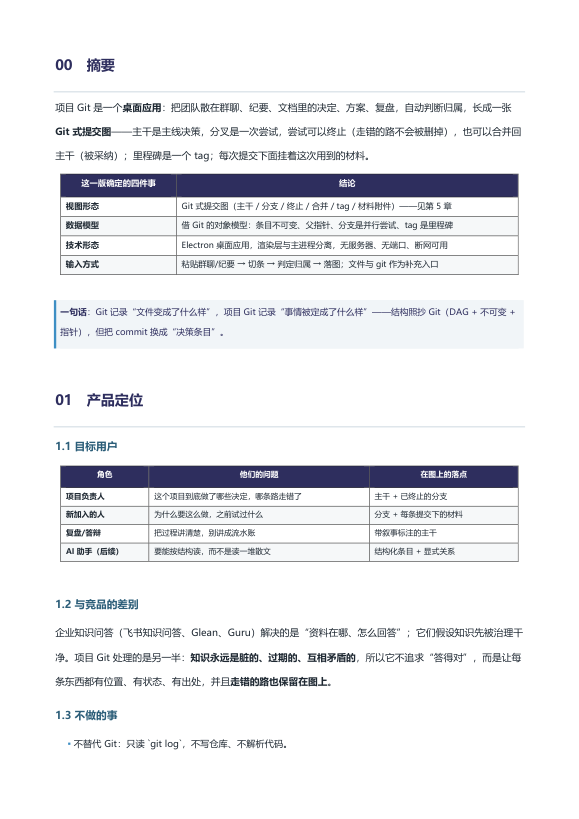 00 摘要
项目 Git 是一个桌面应用：把团队散在群聊、纪要、文档里的决定、方案、复盘，自动判断归属，长成一张
Git 式提交图——主干是主线决策，分叉是一次尝试，尝试可以终止（走错的路不会被删掉），也可以合并回
主干（被采纳）；里程碑是一个 tag；每次提交下面挂着这次用到的材料。
这一版确定的四件事 结论
视图形态 Git 式提交图（主干 / 分支 / 终止 / 合并 / tag / 材料附件）——见第 5 章
数据模型 借 Git 的对象模型：条目不可变、父指针、分支是并行尝试、tag 是里程碑
技术形态 Electron 桌面应用，渲染层与主进程分离，无服务器、无端口、断网可用
输入方式 粘贴群聊/纪要 → 切条 → 判定归属 → 落图；文件与 git 作为补充入口
一句话：Git 记录“文件变成了什么样”，项目 Git 记录“事情被定成了什么样”——结构照抄 Git（DAG + 不可变 +
指针），但把 commit 换成“决策条目”。
01 产品定位
1.1 目标用户
角色 他们的问题 在图上的落点
项目负责人 这个项目到底做了哪些决定，哪条路走错了 主干 + 已终止的分支
新加入的人 为什么要这么做，之前试过什么 分支 + 每条提交下的材料
复盘/答辩 把过程讲清楚，别讲成流水账 带叙事标注的主干
AI 助手（后续） 要能按结构读，而不是读一堆散文 结构化条目 + 显式关系
1.2 与竞品的差别
企业知识问答（飞书知识问答、Glean、Guru）解决的是“资料在哪、怎么回答”；它们假设知识先被治理干
净。项目 Git 处理的是另一半：知识永远是脏的、过期的、互相矛盾的，所以它不追求“答得对”，而是让每
条东西都有位置、有状态、有出处，并且走错的路也保留在图上。
1.3 不做的事
• 不替代 Git：只读 `git log`，不写仓库、不解析代码。